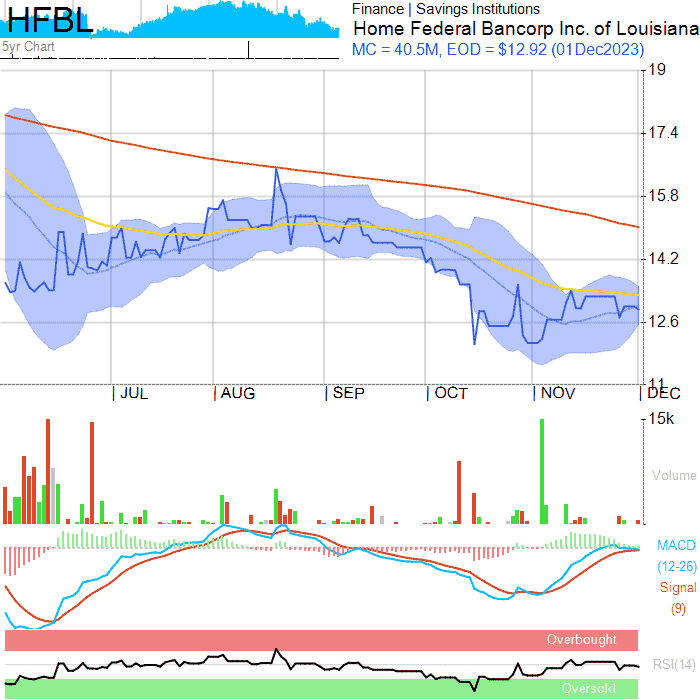 HFBL
5yr Chart
Finance | Savings Institutions
Home Federal Bancorp Inc. of Louisiana
MC = 40.5M, EOD = $12.92 (01Dec2023)
19
17.4
15.8
14.2
12.6
11
JUL AUG SEP OCT NOV DEC
15k
Volume
MACD
(12-26)
Signal
(9)
Overbought
RSI(14)
Oversold